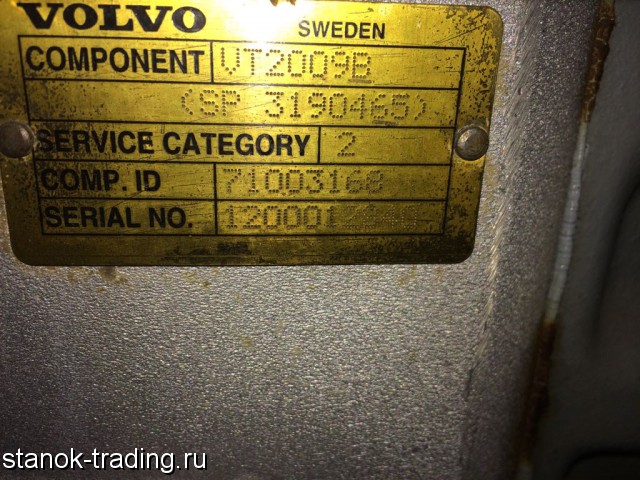 VOLVO SWEDEN
COMPONENT VT2009B
(SP 3190465)
SERVICE CATEGORY 2
COMP. ID 71003168
SERIAL NO.
stanok-trading.ru